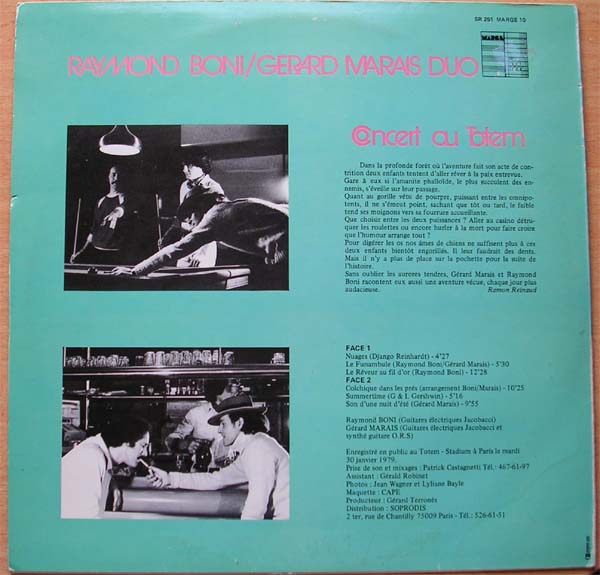 SR 251 MARGE 10
MARGE
RAYMOND BONI/GERARD MARAIS DUO
Concert au Totem
Dans la profonde forêt où l'aventure fuit son acte de con-
trition deux enfants tentent d'aller rêver à la paix entrevue.
Gare à eux si l'amanite phalloïde, le plus succulent des en-
nemis, s'éveille sur leur passage.
Quant au gorille vêtu de pourpre, puissant entre les omnipo-
tents, il ne s'émeut point, sachant que tôt ou tard, le faible
tend ses moignons vers sa fourrure accueillante.
Que choisir entre les deux puissances ? Aller au casino détra-
quer les roulettes ou encore hurler à la mort pour faire croire
que l'humour arrange tout ?
Pour digérer les os nos âmes de chiens ne suffisent plus à ces
deux enfants bientôt engorillés. Il leur faudrait des dents.
Mais il n'y a plus de place sur la pochette pour la suite de
l'histoire.
Sans oublier les aurores tendres, Gérard Marais et Raymond
Boni racontent eux aussi une aventure vécue, chaque jour plus
audacieuse. Ramon Reinaud
FACE 1
Nuages (Django Reinhardt) - 4'27
Le Funambule (Raymond Boni/Gérard Marais) - 5'30
Le Rêveur au fil d'or (Raymond Boni) - 12'28
FACE 2
Colchique dans les prés (arrangement Boni/Marais) - 10'25
Summertime (G & I. Gershwin) - 5'16
Son d'une nuit d'été (Gérard Marais) - 9'55
Raymond BONI (Guitares électriques Jacobacci)
Gérard MARAIS (Guitares électriques Jacobacci et
synthé guitare O.R.S)
Enregistré en public au Totem - Stadium à Paris le mardi
30 janvier 1979.
Prise de son et mixages : Patrick Castagnetti Tél.: 467-61-97
Assistant : Gérald Robinet
Photos : Jean Wagner et Lyliane Bayle
Maquette : CAPE
Producteur : Gérard Terronès
Distribution : SOPRODIS
2 ter, rue de Chantilly 75009 Paris - Tél.: 526-61-51